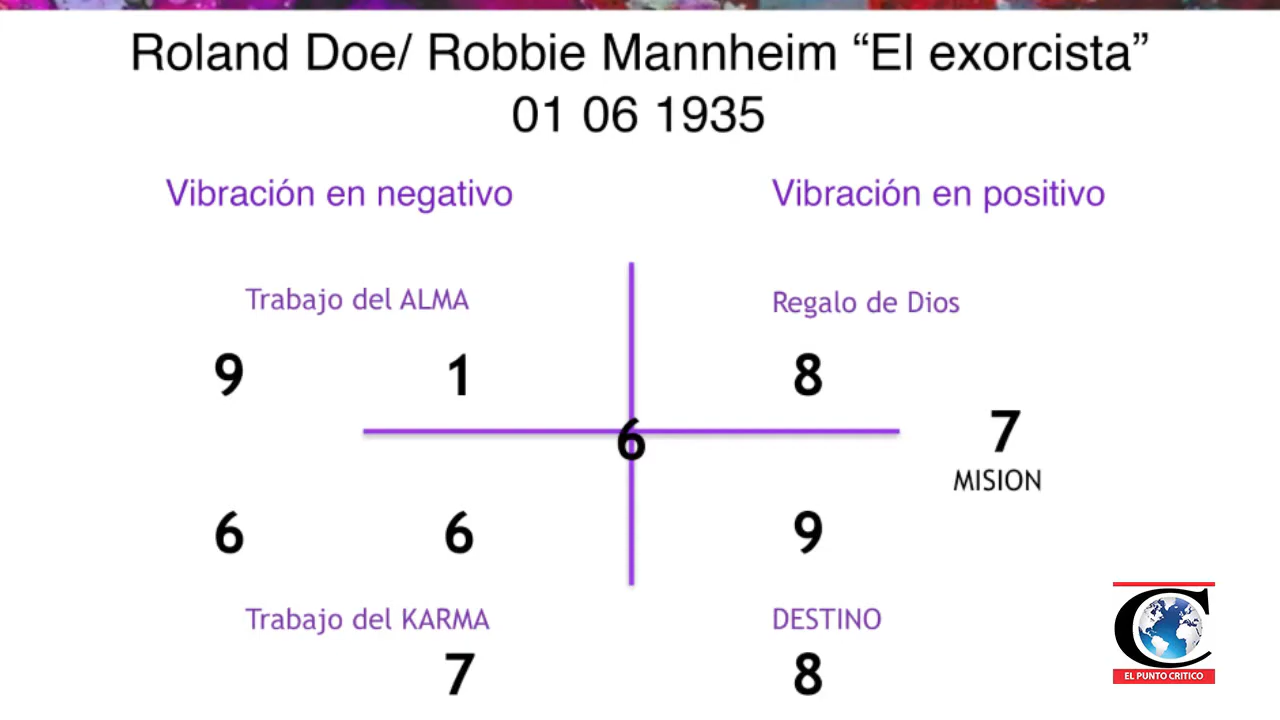 Roland Doe/ Robbie Mannheim “El exorcista”
01 06 1935
Vibración en negativo
Vibración en positivo
Trabajo del ALMA
Regalo de Dios
9 1 8
6
7
MISION
6 6 9
Trabajo del KARMA
DESTINO
7 8
C
EL PUNTO CRITICO